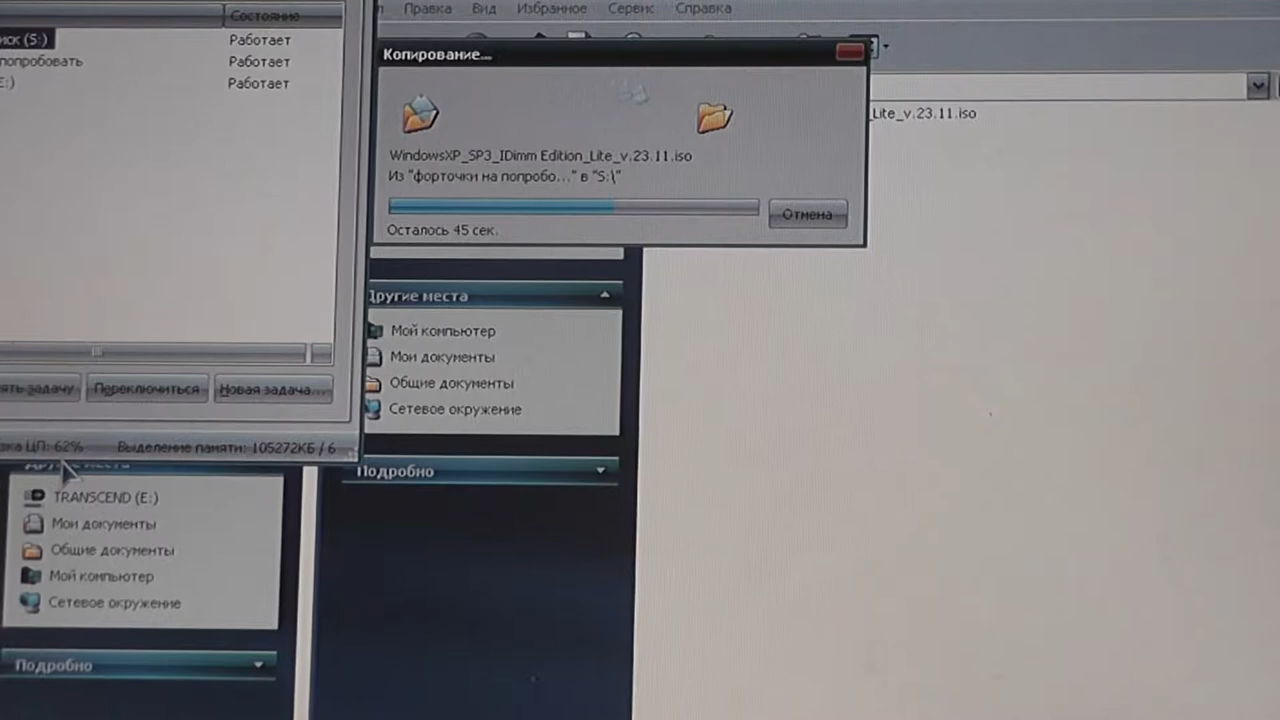 Состояние
иск (S:) Работает
попробовать Работает
E:) Работает
ять задачу Переключиться Новая задача...
зка ЦП: 62% Выделение памяти: 105272КБ / 6
TRANSCEND (E:)
Мои документы
Общие документы
Мой компьютер
Сетевое окружение
Подробно
Правка Вид Избранное Сервис Справка
Копирование...
WindowsXP_SP3_IDimm Edition_Lite_v.23.11.iso
Из "форточки на попробо..." в "S:\"
Отмена
Осталось 45 сек.
_Lite_v.23.11.iso
Другие места
Мой компьютер
Мои документы
Общие документы
Сетевое окружение
Подробно